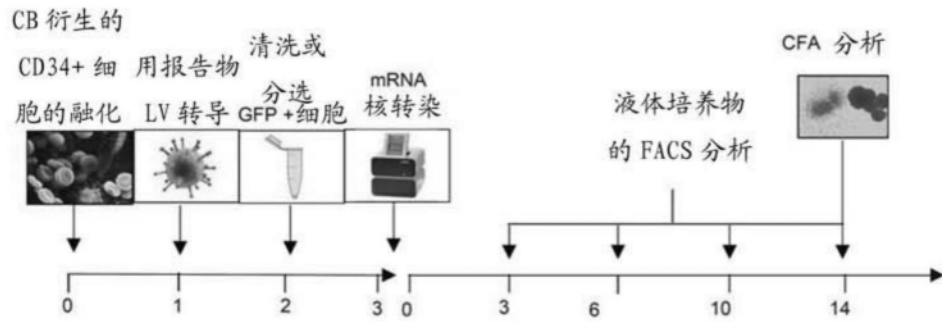 CB 衍生的
CD34+ 细
胞的融化
用报告物
LV 转导
清洗或
分选
GFP +细胞
mRNA
核转染
液体培养物
的 FACS 分析
CFA 分析
0 1 2 3 0 3 6 10 14